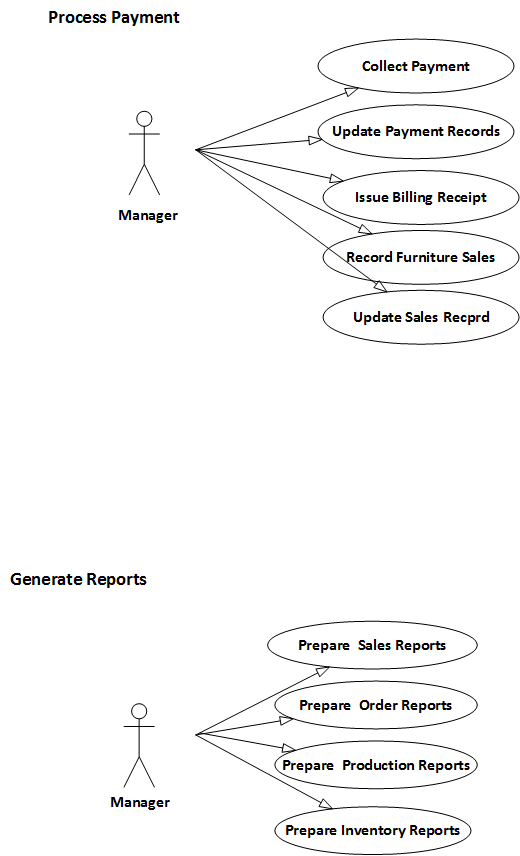 Process Payment
Collect Payment
Update Payment Records
Issue Billing Receipt
Manager
Record Furniture Sales
Update Sales Recprd
Generate Reports
Prepare  Sales Reports
Prepare  Order Reports
Prepare  Production Reports
Manager
Prepare Inventory Reports